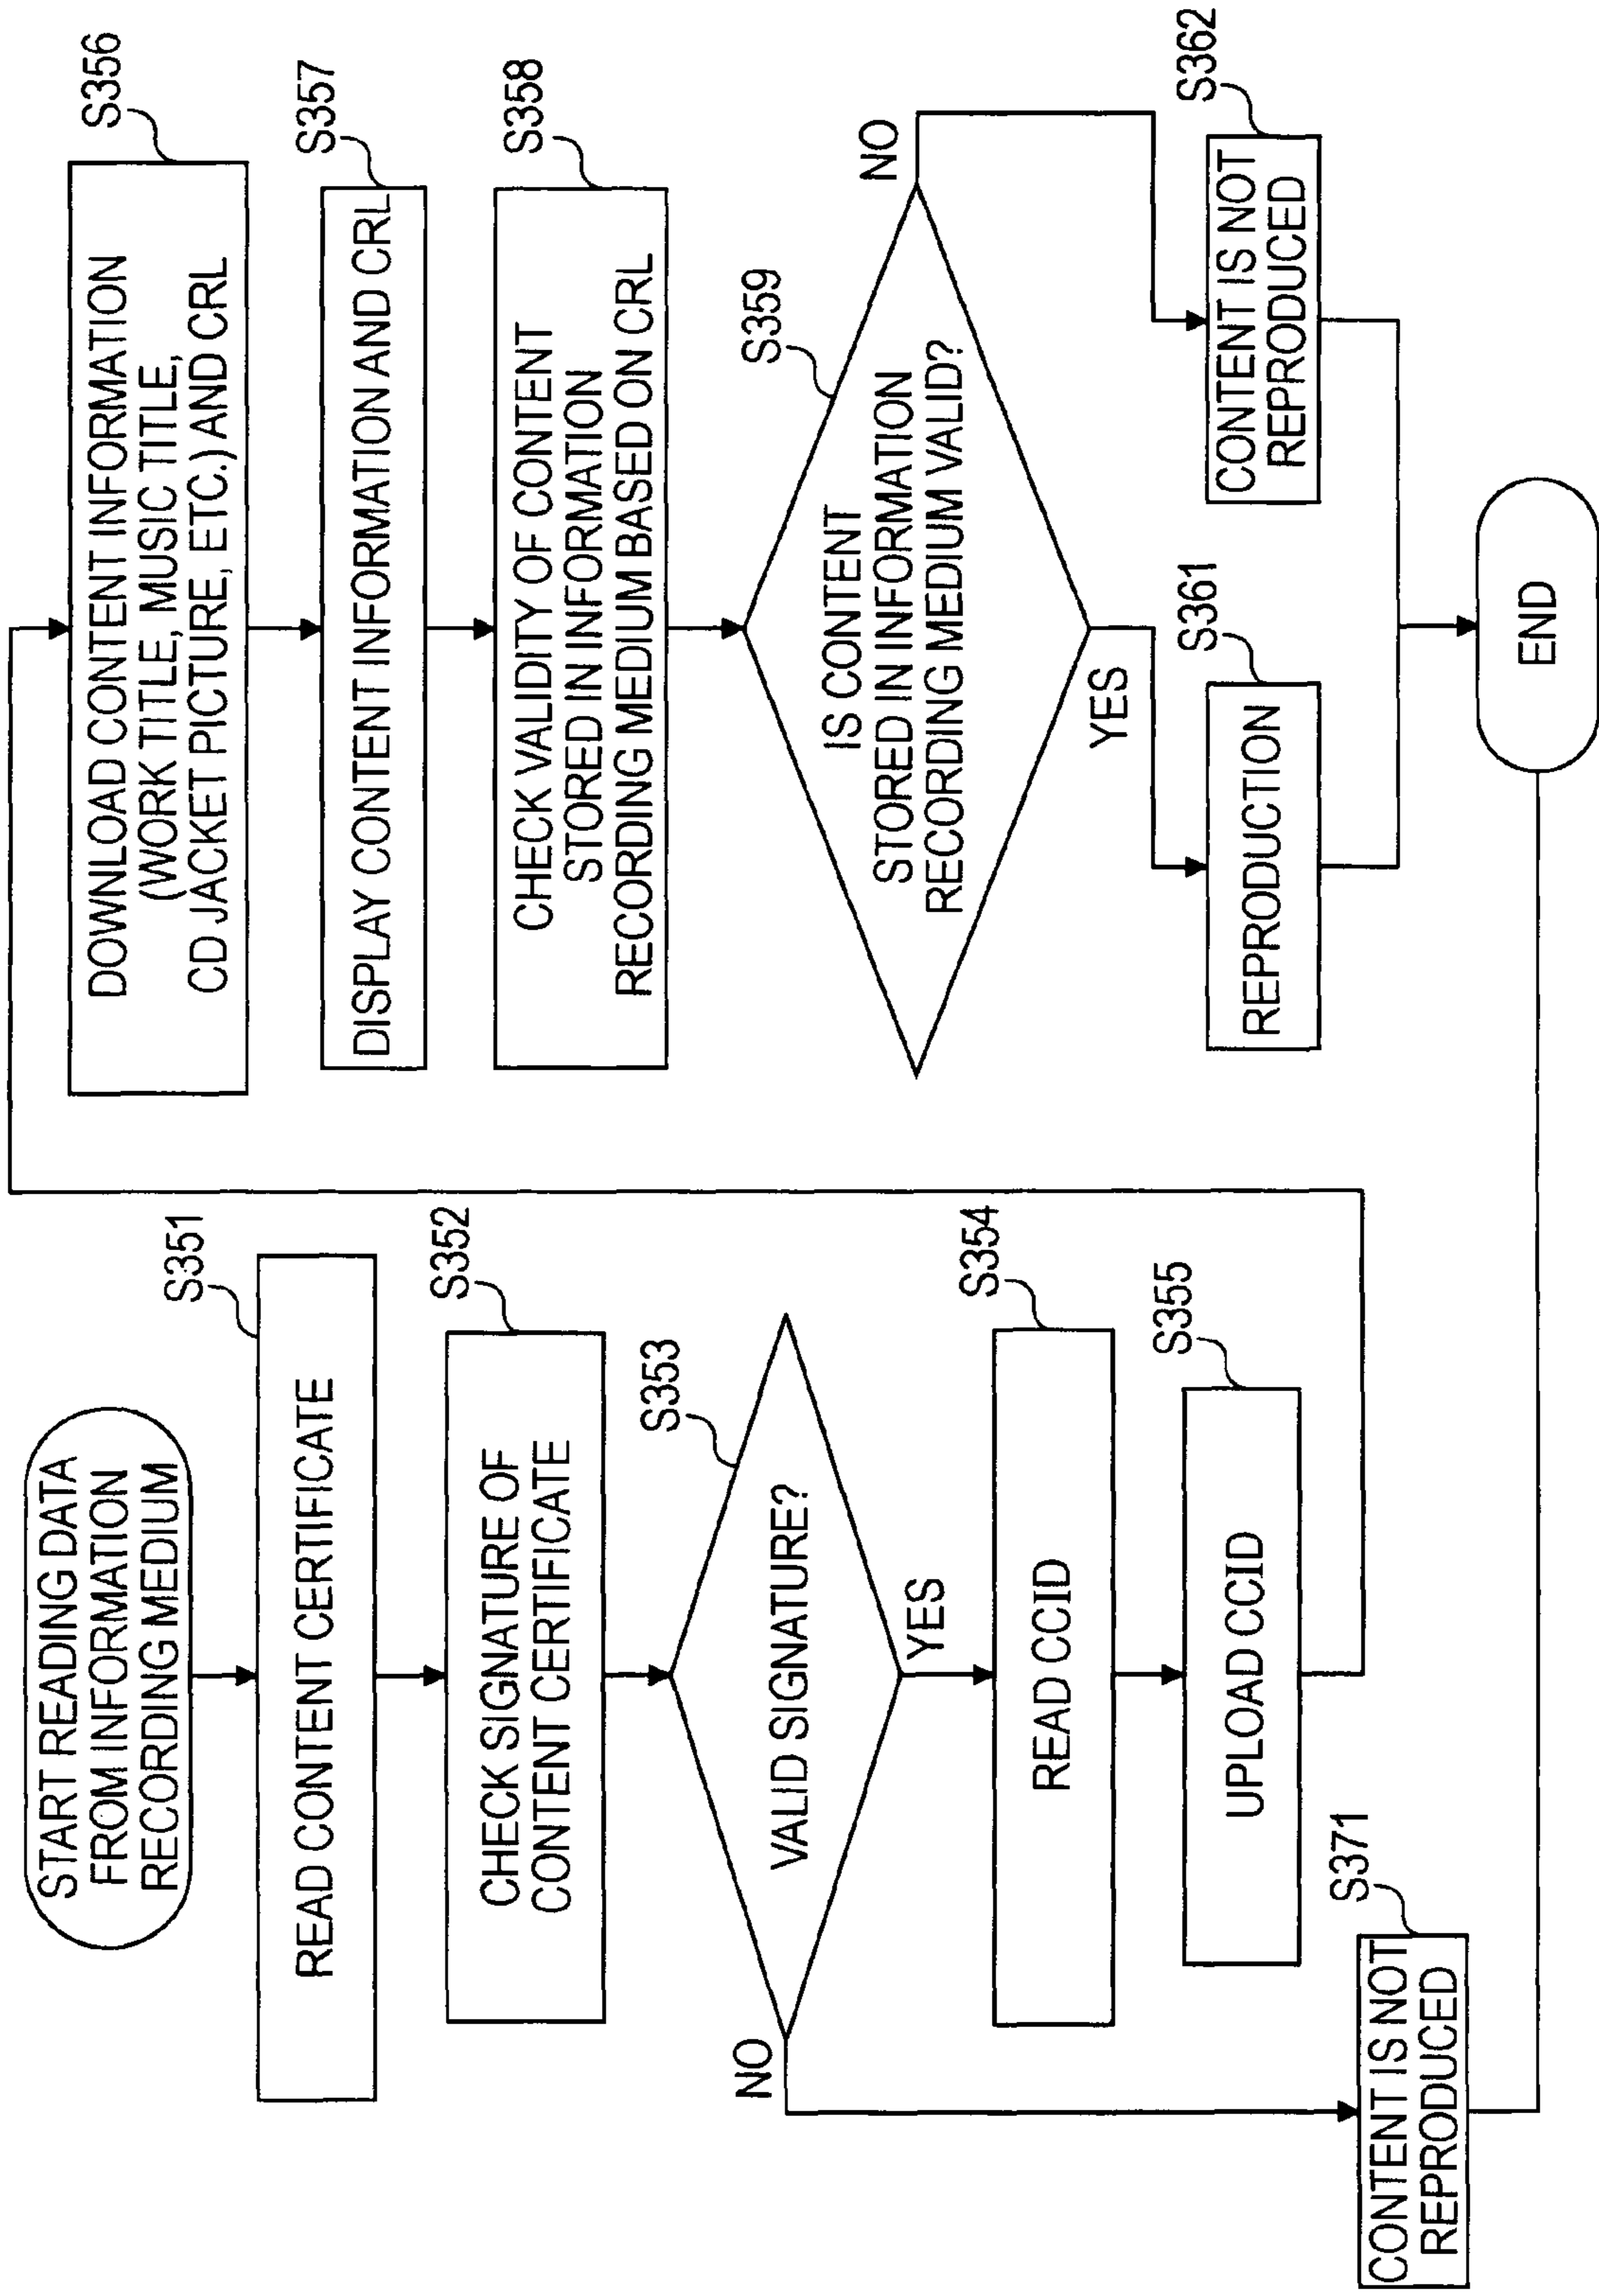 START READING DATA
FROM INFORMATION
RECORDING MEDIUM
S351
READ CONTENT CERTIFICATE
S352
CHECK SIGNATURE OF
CONTENT CERTIFICATE
S353
VALID SIGNATURE?
NO
YES
S354
READ CCID
S355
UPLOAD CCID
S371
CONTENT IS NOT
REPRODUCED
S356
DOWNLOAD CONTENT INFORMATION
(WORK TITLE, MUSIC TITLE,
CD JACKET PICTURE, ETC.) AND CRL
S357
DISPLAY CONTENT INFORMATION AND CRL
S358
CHECK VALIDITY OF CONTENT
STORED IN INFORMATION
RECORDING MEDIUM BASED ON CRL
S359
IS CONTENT
STORED IN INFORMATION
RECORDING MEDIUM VALID?
NO
YES
S361
REPRODUCTION
S362
CONTENT IS NOT
REPRODUCED
END